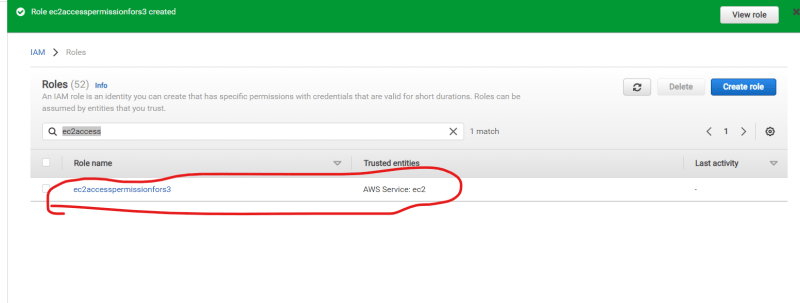 Role ec2accesspermissionfors3 created
View role
IAM > Roles
Roles (52) Info
An IAM role is an identity you can create that has specific permissions with credentials that are valid for short durations. Roles can be
assumed by entities that you trust.
Delete
Create role
ec2access
1 match
1
Role name
Trusted entities
Last activity
ec2accesspermissionfors3
AWS Service: ec2
-